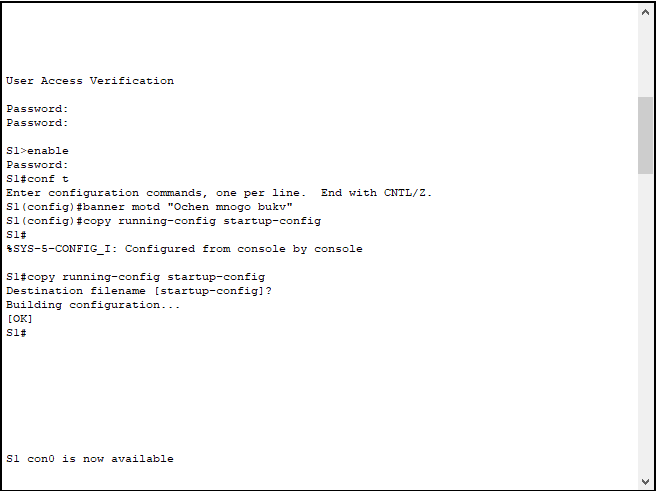 User Access Verification
Password:
Password:
S1>enable
Password:
S1#conf t
Enter configuration commands, one per line.  End with CNTL/Z.
S1(config)#banner motd "Ochen mnogo bukv"
S1(config)#copy running-config startup-config
S1#
%SYS-5-CONFIG_I: Configured from console by console
S1#copy running-config startup-config
Destination filename [startup-config]?
Building configuration...
[OK]
S1#
S1 con0 is now available